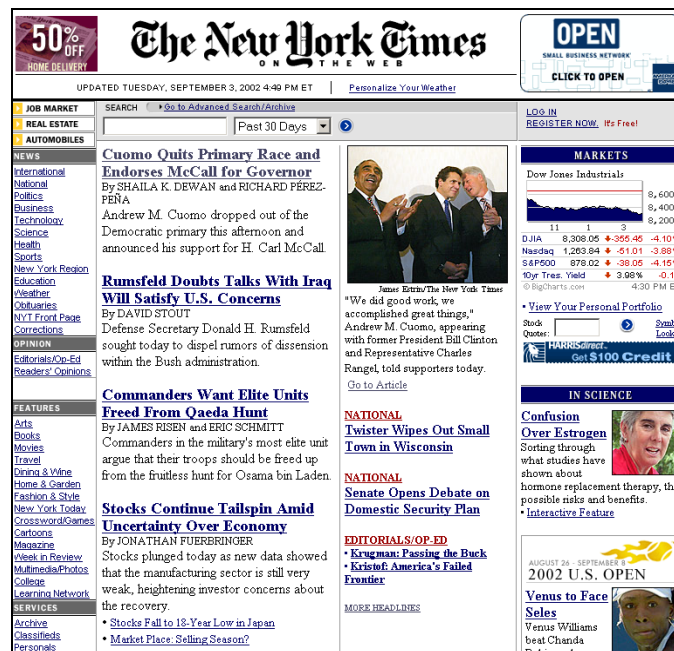 50% OFF
HOME DELIVERY
The New York Times
ON THE WEB
OPEN
SMALL BUSINESS NETWORK
CLICK TO OPEN
UPDATED TUESDAY, SEPTEMBER 3, 2002 4:49 PM ET
Personalize Your Weather
JOB MARKET
REAL ESTATE
AUTOMOBILES
SEARCH
Go to Advanced Search/Archive
Past 30 Days
LOG IN
REGISTER NOW. It's Free!
NEWS
International
National
Politics
Business
Technology
Science
Health
Sports
New York Region
Education
Weather
Obituaries
NYT Front Page
Corrections
OPINION
Editorials/Op-Ed
Readers' Opinions
FEATURES
Arts
Books
Movies
Travel
Dining & Wine
Home & Garden
Fashion & Style
New York Today
Crossword/Games
Cartoons
Magazine
Week in Review
Multimedia/Photos
College
Learning Network
SERVICES
Archive
Classifieds
Personals
Cuomo Quits Primary Race and
Endorses McCall for Governor
By SHAILA K. DEWAN and RICHARD PÉREZ-
PEÑA
Andrew M. Cuomo dropped out of the
Democratic primary this afternoon and
announced his support for H. Carl McCall.
Rumsfeld Doubts Talks With Iraq
Will Satisfy U.S. Concerns
By DAVID STOUT
Defense Secretary Donald H. Rumsfeld
sought today to dispel rumors of dissension
within the Bush administration.
Commanders Want Elite Units
Freed From Qaeda Hunt
By JAMES RISEN and ERIC SCHMITT
Commanders in the military's most elite unit
argue that their troops should be freed up
from the fruitless hunt for Osama bin Laden.
Stocks Continue Tailspin Amid
Uncertainty Over Economy
By JONATHAN FUERBRINGER
Stocks plunged today as new data showed
that the manufacturing sector is still very
weak, heightening investor concerns about
the recovery.
• Stocks Fall to 18-Year Low in Japan
• Market Place: Selling Season?
James Estrin/The New York Times
"We did good work, we
accomplished great things,"
Andrew M. Cuomo, appearing
with former President Bill Clinton
and Representative Charles
Rangel, told supporters today.
Go to Article
NATIONAL
Twister Wipes Out Small
Town in Wisconsin
NATIONAL
Senate Opens Debate on
Domestic Security Plan
EDITORIALS/OP-ED
• Krugman: Passing the Buck
• Kristof: America's Failed
Frontier
MORE HEADLINES
MARKETS
Dow Jones Industrials
8,600
8,400
8,200
11 1 3
DJIA 8,308.05 -355.45 -4.10
Nasdaq 1,263.84 -51.01 -3.88
S&P500 878.02 -38.05 -4.15
10yr Tres. Yield 3.98% -0.1
© BigCharts.com 4:30 PM E
• View Your Personal Portfolio
Stock
Quotes:
Symb
Look
HARRISdirect
Get $100 Credit
IN SCIENCE
Confusion
Over Estrogen
Sorting through
what studies have
shown about
hormone replacement therapy, th
possible risks and benefits.
• Interactive Feature
AUGUST 26 - SEPTEMBER 8
2002 U.S. OPEN
Venus to Face
Seles
Venus Williams
beat Chanda